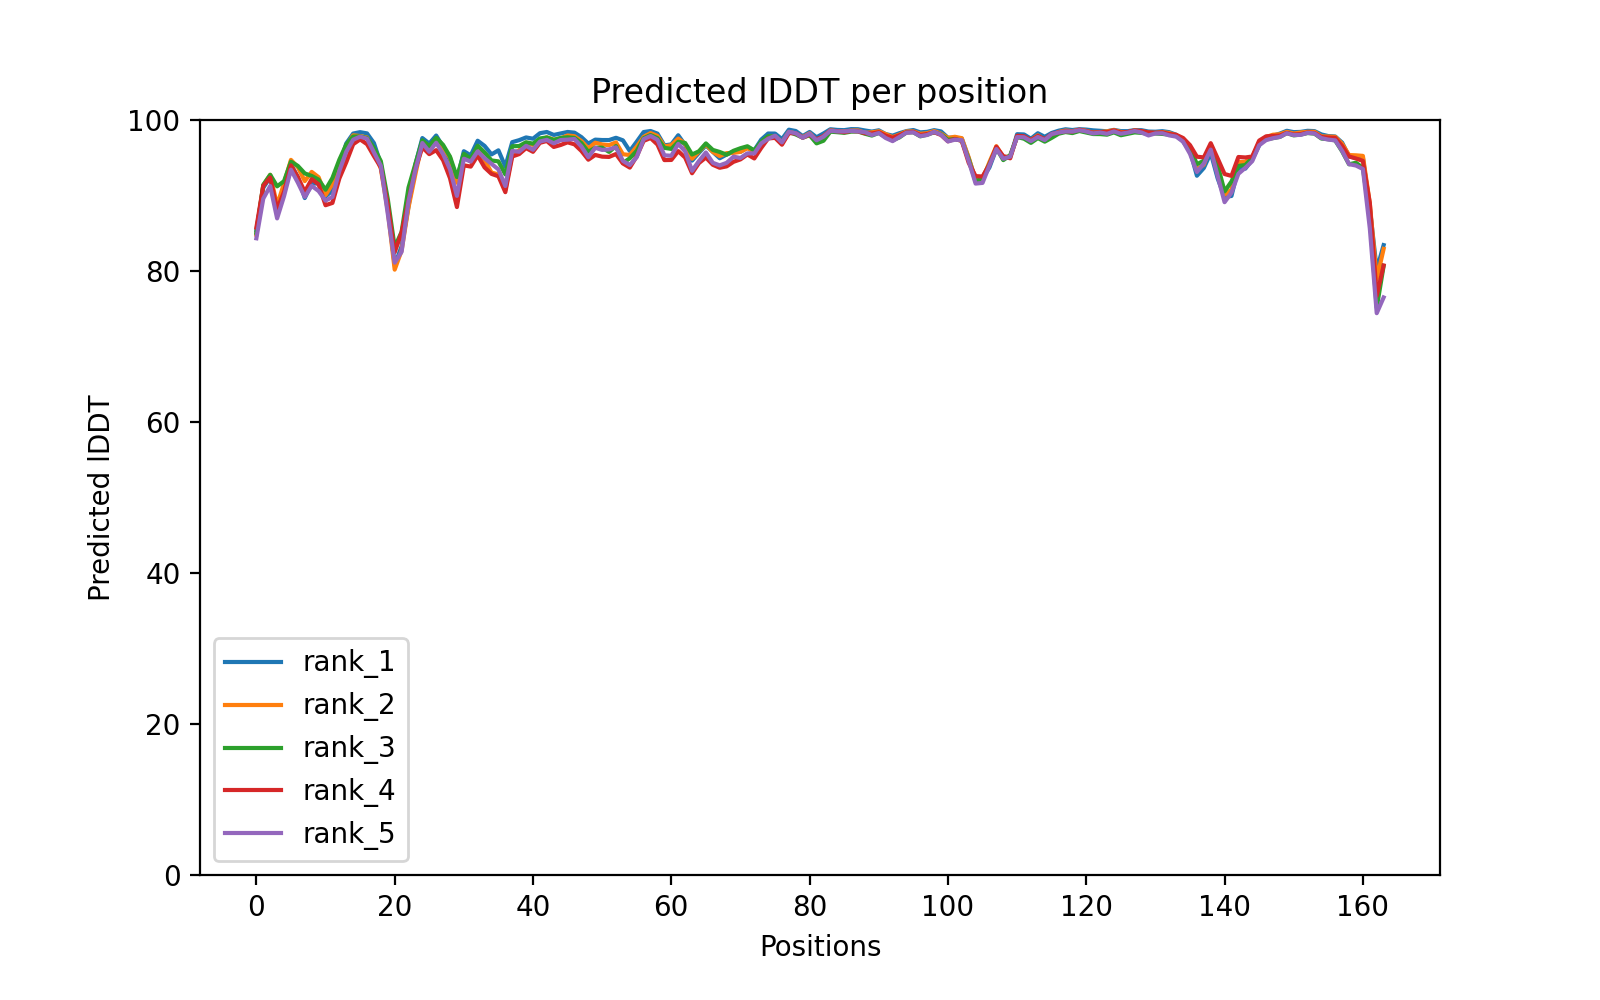 Predicted lDDT per position
100
80
60
40
20
0
Predicted lDDT
rank_1
rank_2
rank_3
rank_4
rank_5
0 20 40 60 80 100 120 140 160
Positions